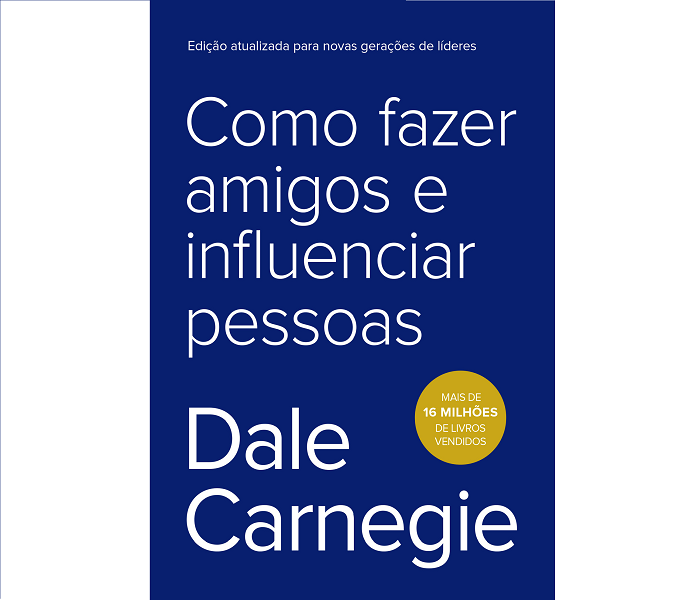 Edição atualizada para novas gerações de líderes
Como fazer
amigos e
influenciar
pessoas
MAIS DE
16 MILHÕES
DE LIVROS
VENDIDOS
Dale
Carnegie